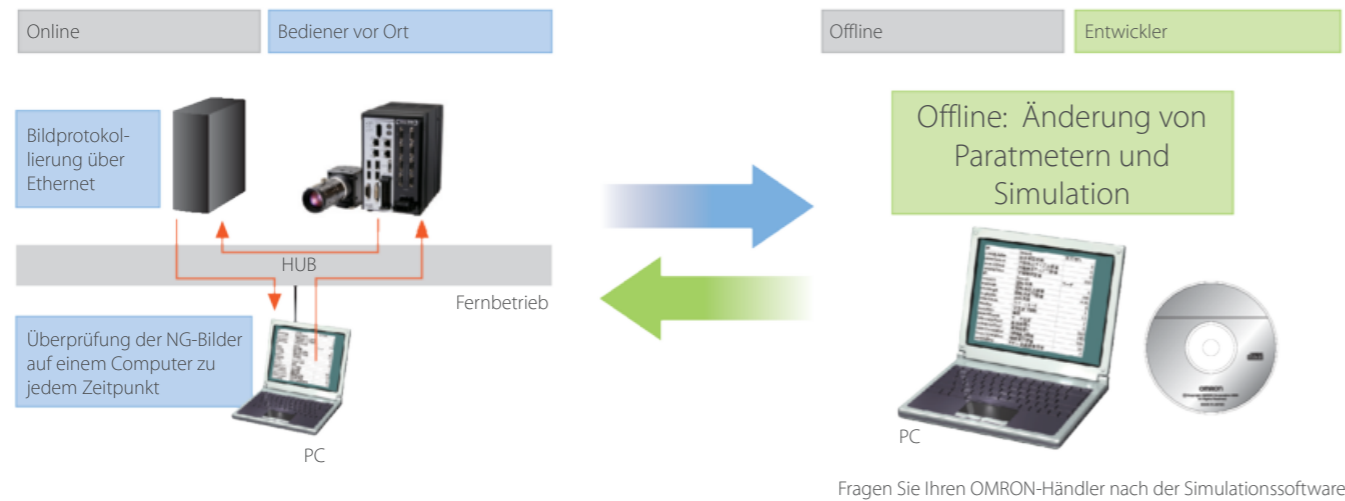 Online
Bediener vor Ort
Offline
Entwickler
Bildprotokol-
lierung über
Ethernet
Offline: Änderung von
Paratmetern und
Simulation
HUB
Fernbetrieb
Überprüfung der NG-Bilder
auf einem Computer zu
jedem Zeitpunkt
PC
OMRON
PC
Fragen Sie Ihren OMRON-Händler nach der Simulationssoftware